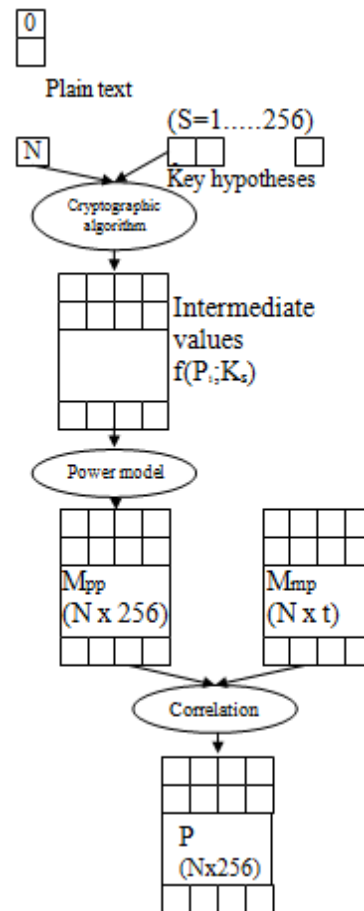 0
Plain text
(S=1.....256)
N
Key hypotheses
Cryptographic
algorithm
Intermediate
values
f(Pi;Ks)
Power model
Mpp
(N x 256)
Mmp
(N x t)
Correlation
P
(Nx256)